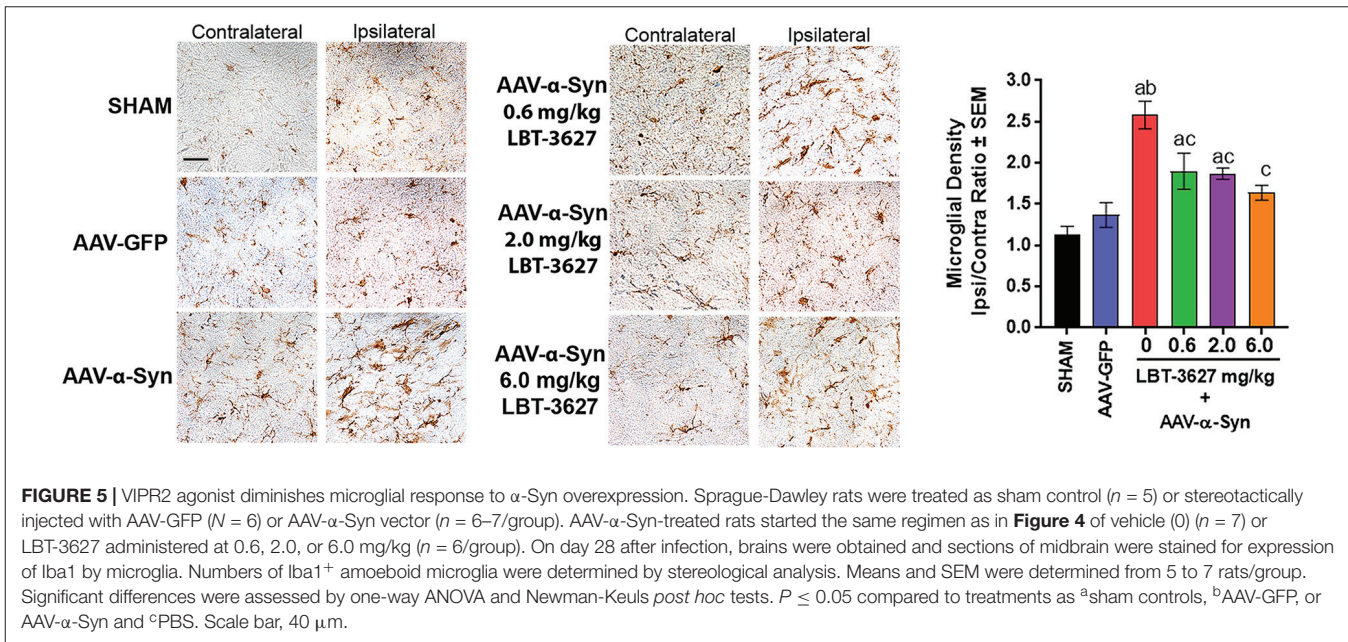 Contralateral Ipsilateral
SHAM
AAV-GFP
AAV-α-Syn
Contralateral Ipsilateral
AAV-α-Syn
0.6 mg/kg
LBT-3627
AAV-α-Syn
2.0 mg/kg
LBT-3627
AAV-α-Syn
6.0 mg/kg
LBT-3627
Microglial Density
Ipsi/Contra Ratio ± SEM
3.0
2.5
2.0
1.5
1.0
0.5
0.0
ab
ac
ac
c
SHAM
AAV-GFP
0 0.6 2.0 6.0
LBT-3627 mg/kg
+
AAV-α-Syn
FIGURE 5 | VIPR2 agonist diminishes microglial response to α-Syn overexpression. Sprague-Dawley rats were treated as sham control (n = 5) or stereotactically
injected with AAV-GFP (N = 6) or AAV-α-Syn vector (n = 6–7/group). AAV-α-Syn-treated rats started the same regimen as in Figure 4 of vehicle (0) (n = 7) or
LBT-3627 administered at 0.6, 2.0, or 6.0 mg/kg (n = 6/group). On day 28 after infection, brains were obtained and sections of midbrain were stained for expression
of Iba1 by microglia. Numbers of Iba1+ amoeboid microglia were determined by stereological analysis. Means and SEM were determined from 5 to 7 rats/group.
Significant differences were assessed by one-way ANOVA and Newman-Keuls post hoc tests. P ≤ 0.05 compared to treatments as asham controls, bAAV-GFP, or
AAV-α-Syn and cPBS. Scale bar, 40 μm.